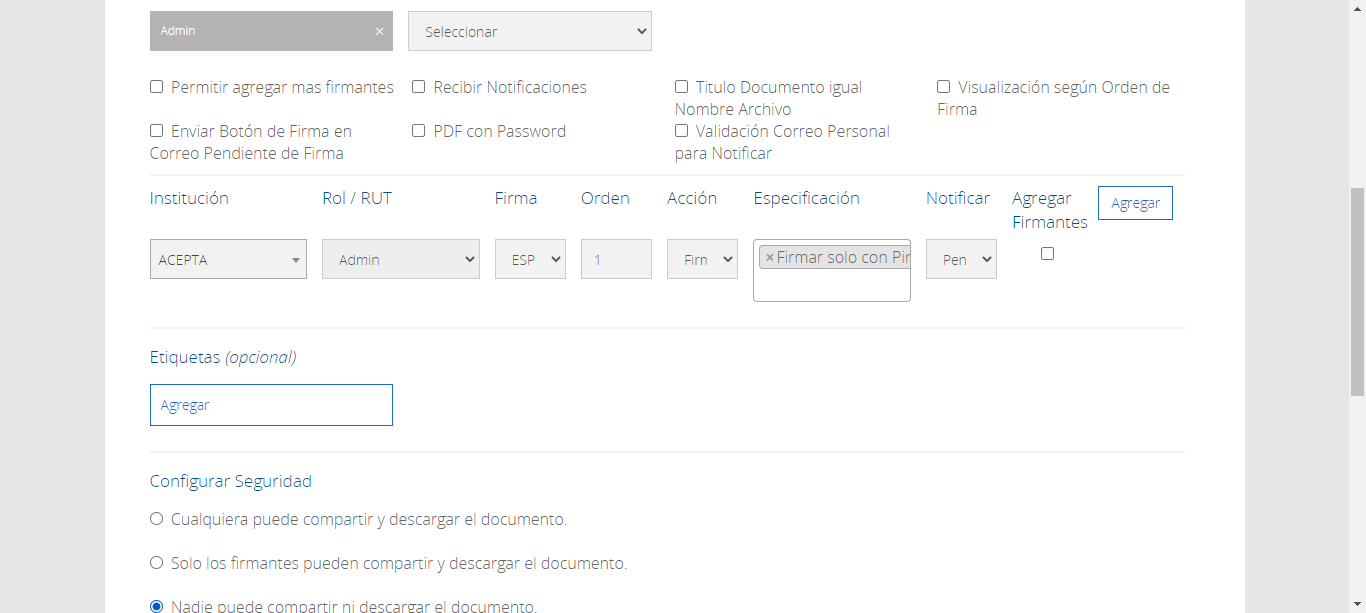 Admin × Seleccionar
Permitir agregar mas firmantes
Recibir Notificaciones
Titulo Documento igual
Nombre Archivo
Visualización según Orden de
Firma
Enviar Botón de Firma en
Correo Pendiente de Firma
PDF con Password
Validación Correo Personal
para Notificar
Institución Rol / RUT Firma Orden Acción Especificación Notificar Agregar
Firmantes
Agregar
ACEPTA Admin ESP 1 Firn ×Firmar solo con Pin Pen
Etiquetas (opcional)
Agregar
Configurar Seguridad
Cualquiera puede compartir y descargar el documento.
Solo los firmantes pueden compartir y descargar el documento.
Nadie puede compartir ni descargar el documento.